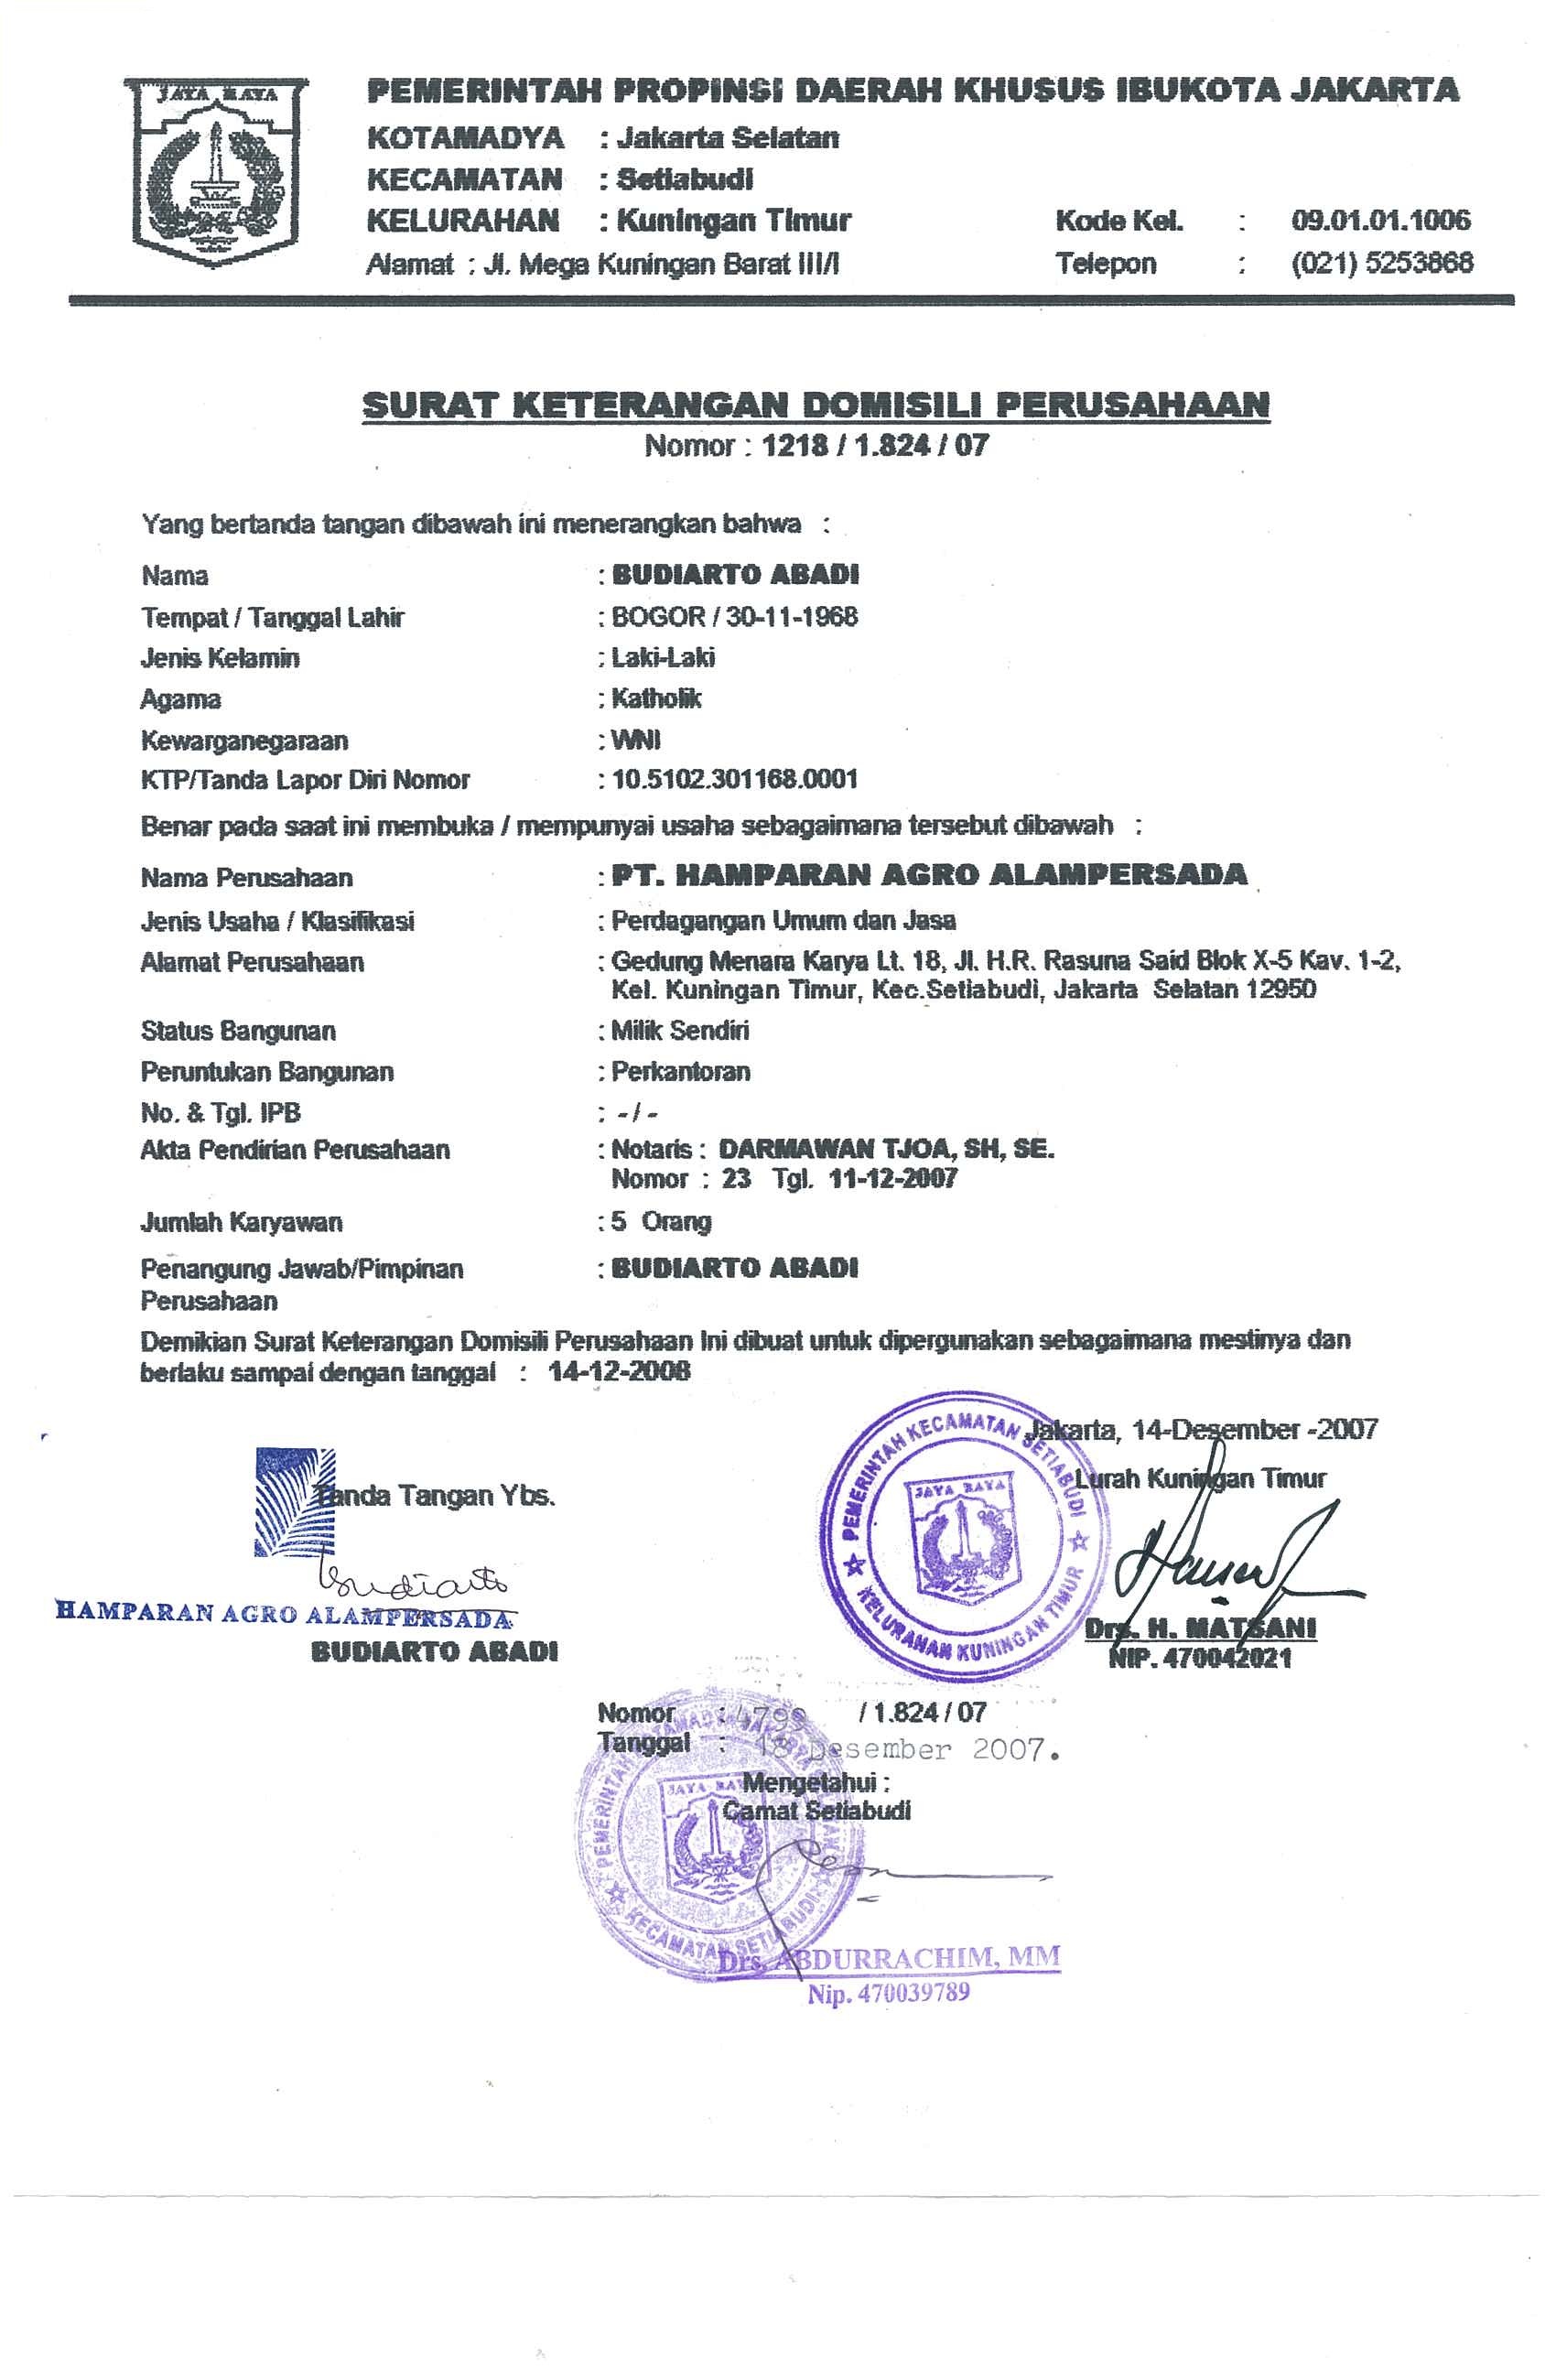 JAYA RAYA
PEMERINTAH PROPINSI DAERAH KHUSUS IBUKOTA JAKARTA
KOTAMADYA : Jakarta Selatan
KECAMATAN : Setiabudi
KELURAHAN : Kuningan Timur Kode Kel. : 09.01.01.1006
Alamat : Jl. Mega Kuningan Barat III/I Telepon : (021) 5253868
SURAT KETERANGAN DOMISILI PERUSAHAAN
Nomor : 1218 / 1.824 / 07
Yang bertanda tangan dibawah ini menerangkan bahwa :
Nama : BUDIARTO ABADI
Tempat / Tanggal Lahir : BOGOR / 30-11-1968
Jenis Kelamin : Laki-Laki
Agama : Katholik
Kewarganegaraan : WNI
KTP/Tanda Lapor Diri Nomor : 10.5102.301168.0001
Benar pada saat ini membuka / mempunyai usaha sebagaimana tersebut dibawah :
Nama Perusahaan : PT. HAMPARAN AGRO ALAMPERSADA
Jenis Usaha / Klasifikasi : Perdagangan Umum dan Jasa
Alamat Perusahaan : Gedung Menara Karya Lt. 18, Jl. H.R. Rasuna Said Blok X-5 Kav. 1-2,
Kel. Kuningan Timur, Kec.Setiabudi, Jakarta Selatan 12950
Status Bangunan : Milik Sendiri
Peruntukan Bangunan : Perkantoran
No. & Tgl. IPB : - / -
Akta Pendirian Perusahaan : Notaris : DARMAWAN TJOA, SH, SE.
Nomor : 23 Tgl. 11-12-2007
Jumlah Karyawan : 5 Orang
Penangung Jawab/Pimpinan : BUDIARTO ABADI
Perusahaan
Demikian Surat Keterangan Domisili Perusahaan Ini dibuat untuk dipergunakan sebagaimana mestinya dan
berlaku sampai dengan tanggal : 14-12-2008
Jakarta, 14-Desember -2007
Lurah Kuningan Timur
Tanda Tangan Ybs.
PEMERINTAH KECAMATAN SETIABUDI
JAYA RAYA
KELURAHAN KUNINGAN TIMUR
Budiarto
HAMPARAN AGRO ALAMPERSADA
BUDIARTO ABADI
Drs. H. MATSANI
NIP. 470042021
Nomor : 4799 / 1.824 / 07
Tanggal : 18 Desember 2007.
Mengetahui :
Camat Setiabudi
JAYA RAYA
KECAMATAN SETIABUDI
Drs. ABDURRACHIM, MM
Nip. 470039789